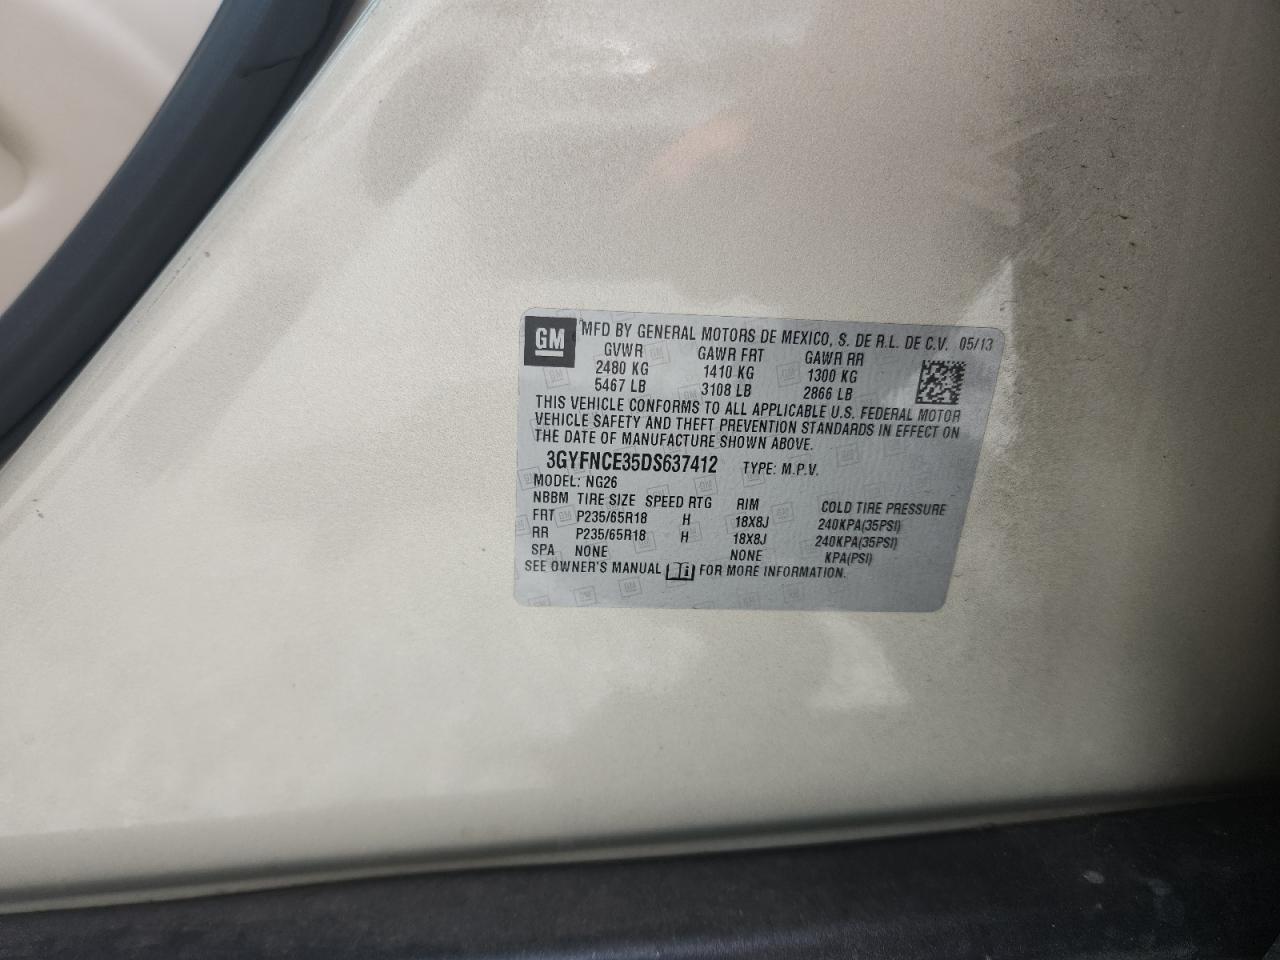 GM MFD BY GENERAL MOTORS DE MEXICO, S. DE R.L. DE C.V. 05/13
GVWR GAWR FRT GAWR RR
2480 KG 1410 KG 1300 KG
5467 LB 3108 LB 2866 LB
THIS VEHICLE CONFORMS TO ALL APPLICABLE U.S. FEDERAL MOTOR
VEHICLE SAFETY AND THEFT PREVENTION STANDARDS IN EFFECT ON
THE DATE OF MANUFACTURE SHOWN ABOVE.
3GYFNCE35DS637412 TYPE: M.P.V.
MODEL: NG26
NBBM TIRE SIZE SPEED RTG RIM COLD TIRE PRESSURE
FRT P235/65R18 H 18X8J 240KPA(35PSI)
RR P235/65R18 H 18X8J 240KPA(35PSI)
SPA NONE NONE KPA(PSI)
SEE OWNER'S MANUAL FOR MORE INFORMATION.